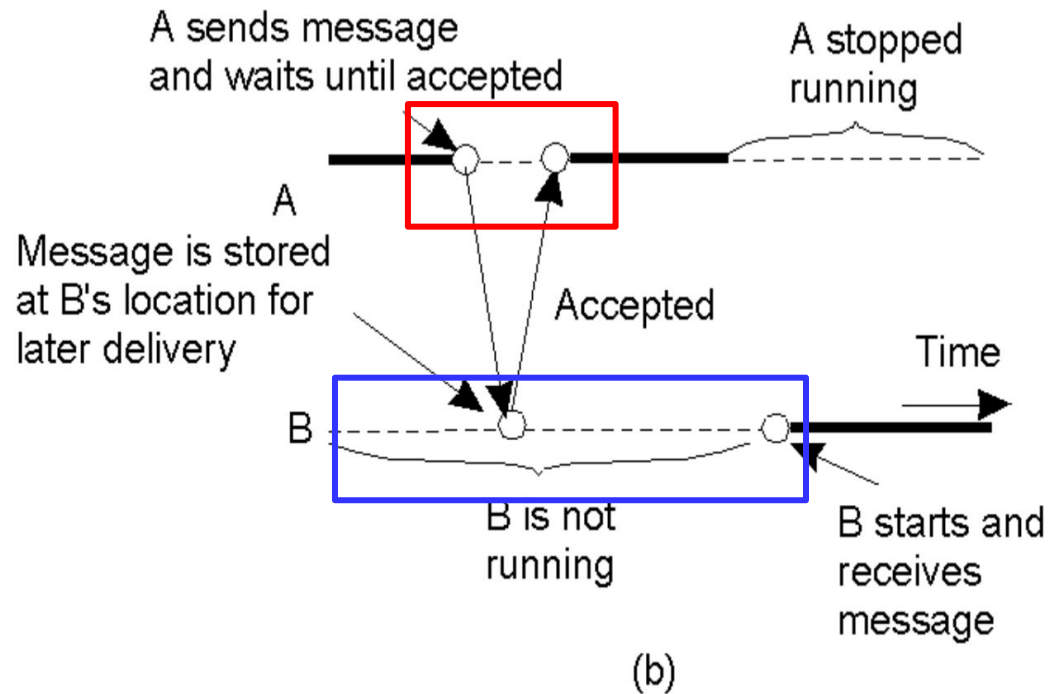 A sends message
and waits until accepted
A stopped
running
A
Message is stored
at B's location for
later delivery
Accepted
Time
B
B is not
running
B starts and
receives
message
(b)